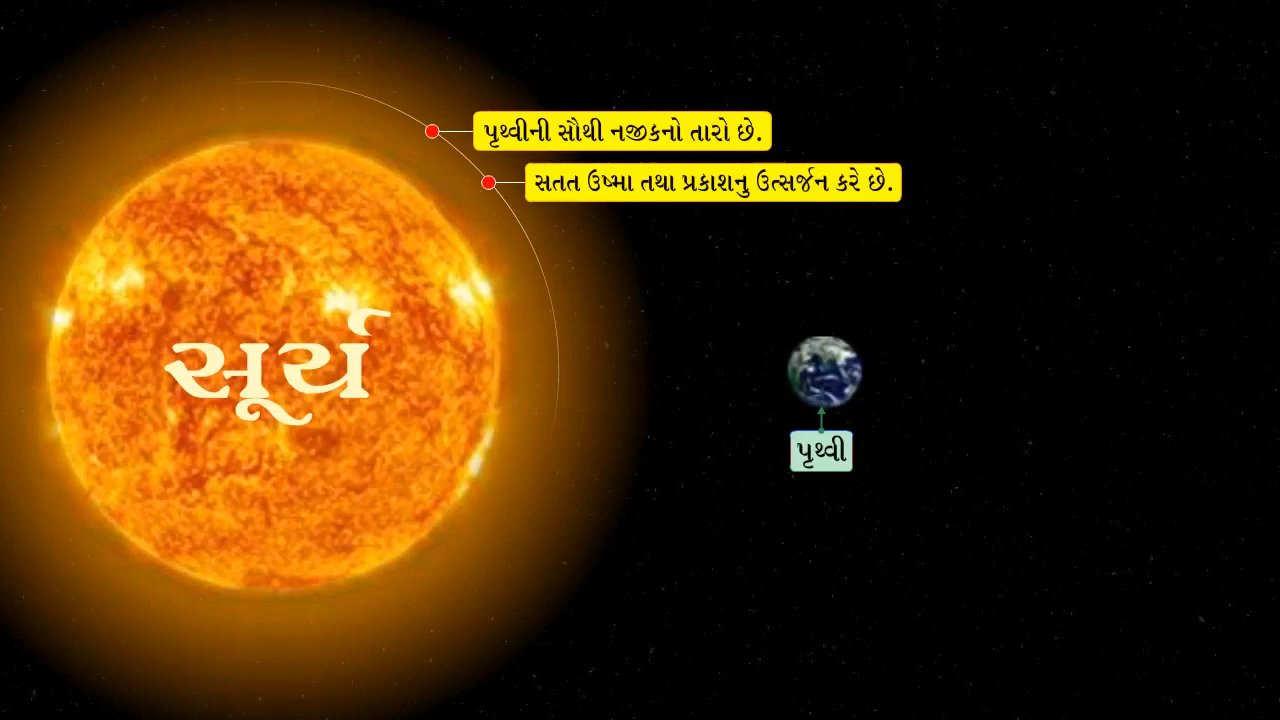 પૃથ્વીની સૌથી નજીકનો તારો છે.
સતત ઉષ્મા તથા પ્રકાશનુ ઉત્સર્જન કરે છે.
સૂર્ય
પૃથ્વી